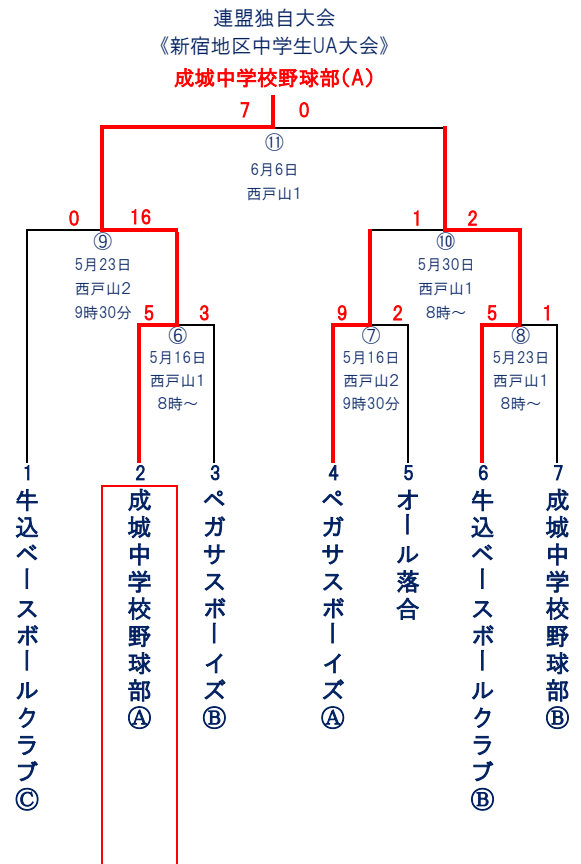 連盟独自大会
《新宿地区中学生UA大会》
成城中学校野球部(A)
7 0
⑪
6月6日
西戸山1
0 16
⑨
5月23日
西戸山2
9時30分
1 2
⑩
5月30日
西戸山1
8時～
5 3
⑥
5月16日
西戸山1
8時～
9 2
⑦
5月16日
西戸山2
9時30分
5 1
⑧
5月23日
西戸山1
8時～
1
牛込ベースボールクラブⒸ
2
成城中学校野球部Ⓐ
3
ペガサスボーイズⒷ
4
ペガサスボーイズⒶ
5
オール落合
6
牛込ベースボールクラブⒷ
7
成城中学校野球部Ⓑ